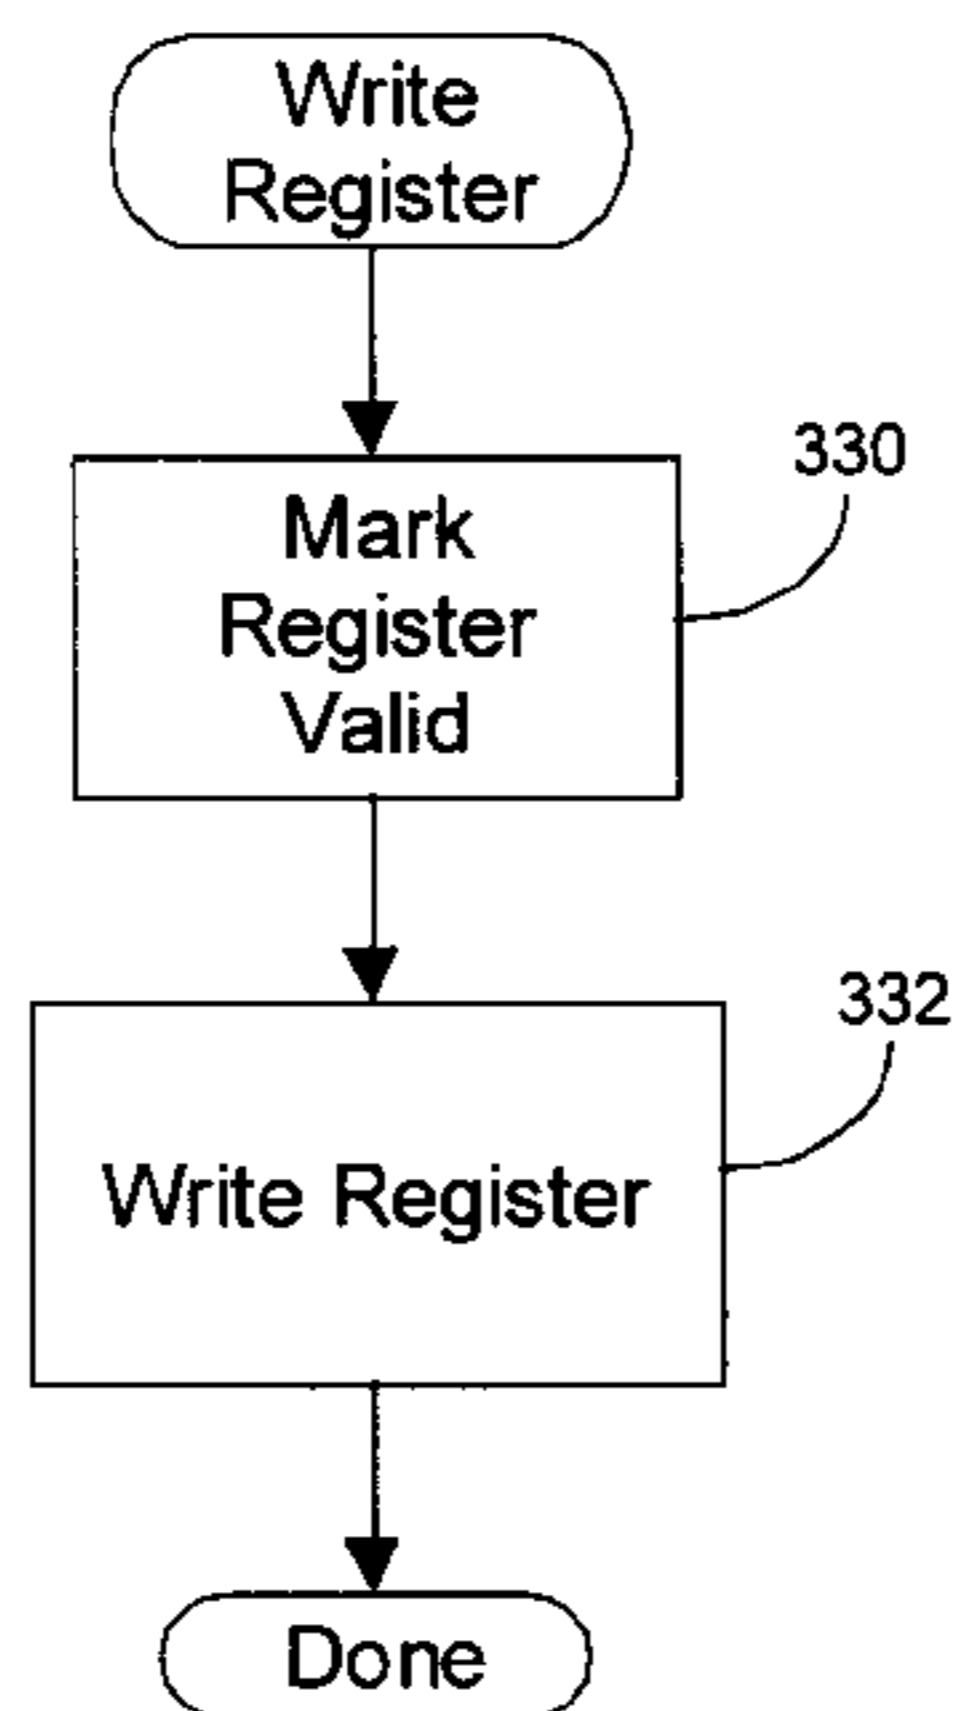 Write
Register
330
Mark
Register
Valid
332
Write Register
Done